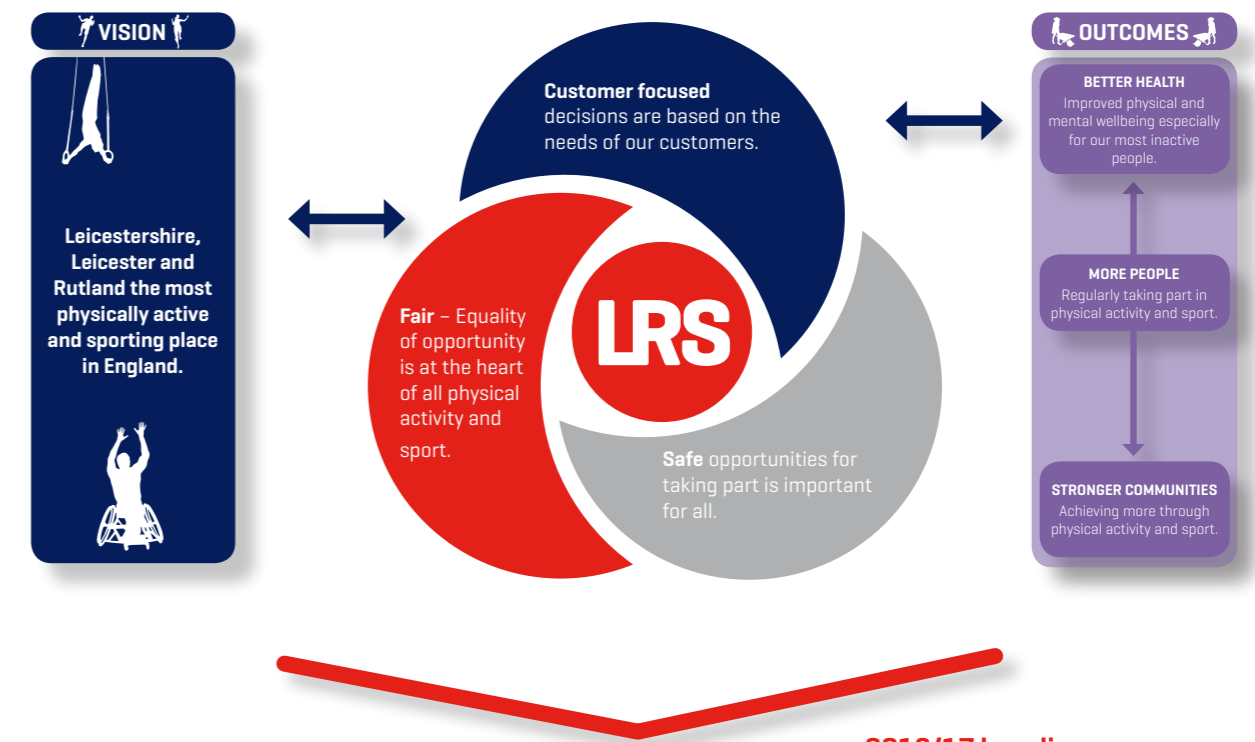 VISION
Leicestershire,
Leicester and
Rutland the most
physically active
and sporting place
in England.
Customer focused
decisions are based on the
needs of our customers.
Fair – Equality
of opportunity
is at the heart
of all physical
activity and
sport.
LRS
Safe opportunities for
taking part is important
for all.
OUTCOMES
BETTER HEALTH
Improved physical and
mental wellbeing especially
for our most inactive
people.
MORE PEOPLE
Regularly taking part in
physical activity and sport.
STRONGER COMMUNITIES
Achieving more through
physical activity and sport.